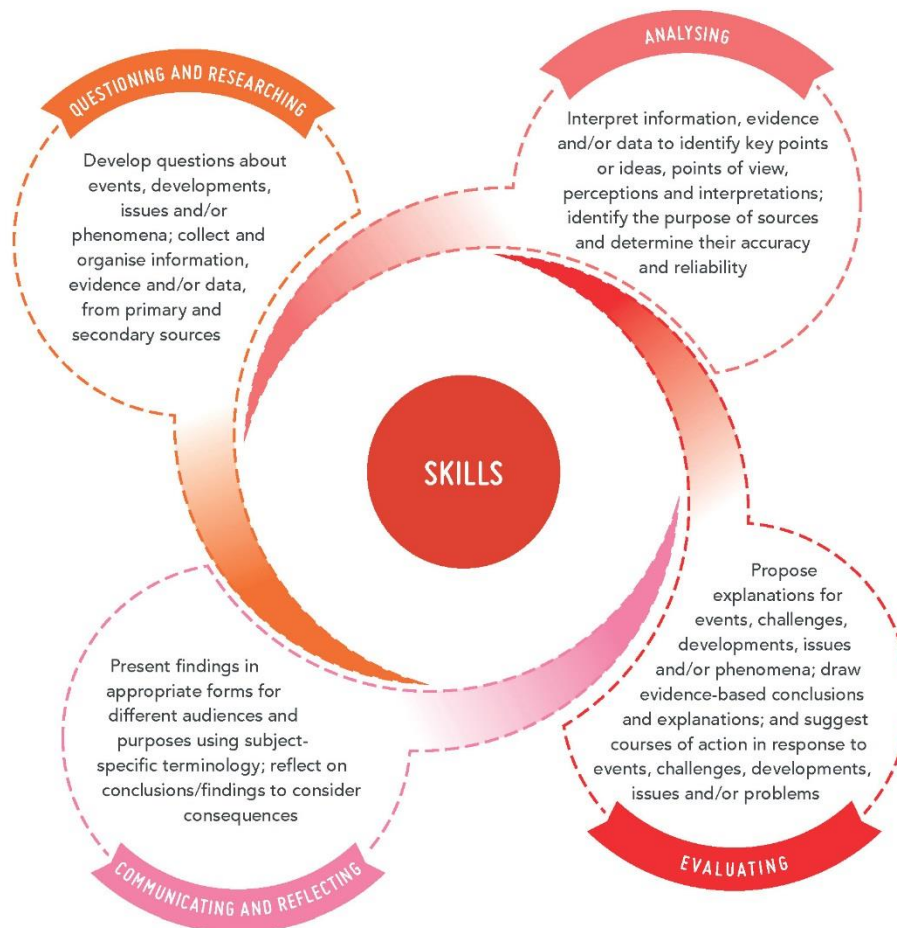 QUESTIONING AND RESEARCHING
Develop questions about
events, developments,
issues and/or
phenomena; collect and
organise information,
evidence and/or data,
from primary and
secondary sources
ANALYSING
Interpret information, evidence
and/or data to identify key points
or ideas, points of view,
perceptions and interpretations;
identify the purpose of sources
and determine their accuracy
and reliability
SKILLS
Present findings in
appropriate forms for
different audiences and
purposes using subject-
specific terminology; reflect on
conclusions/findings to consider
consequences
COMMUNICATING AND REFLECTING
Propose
explanations for
events, challenges,
developments, issues
and/or phenomena; draw
evidence-based conclusions
and explanations; and suggest
courses of action in response to
events, challenges, developments,
issues and/or problems
EVALUATING